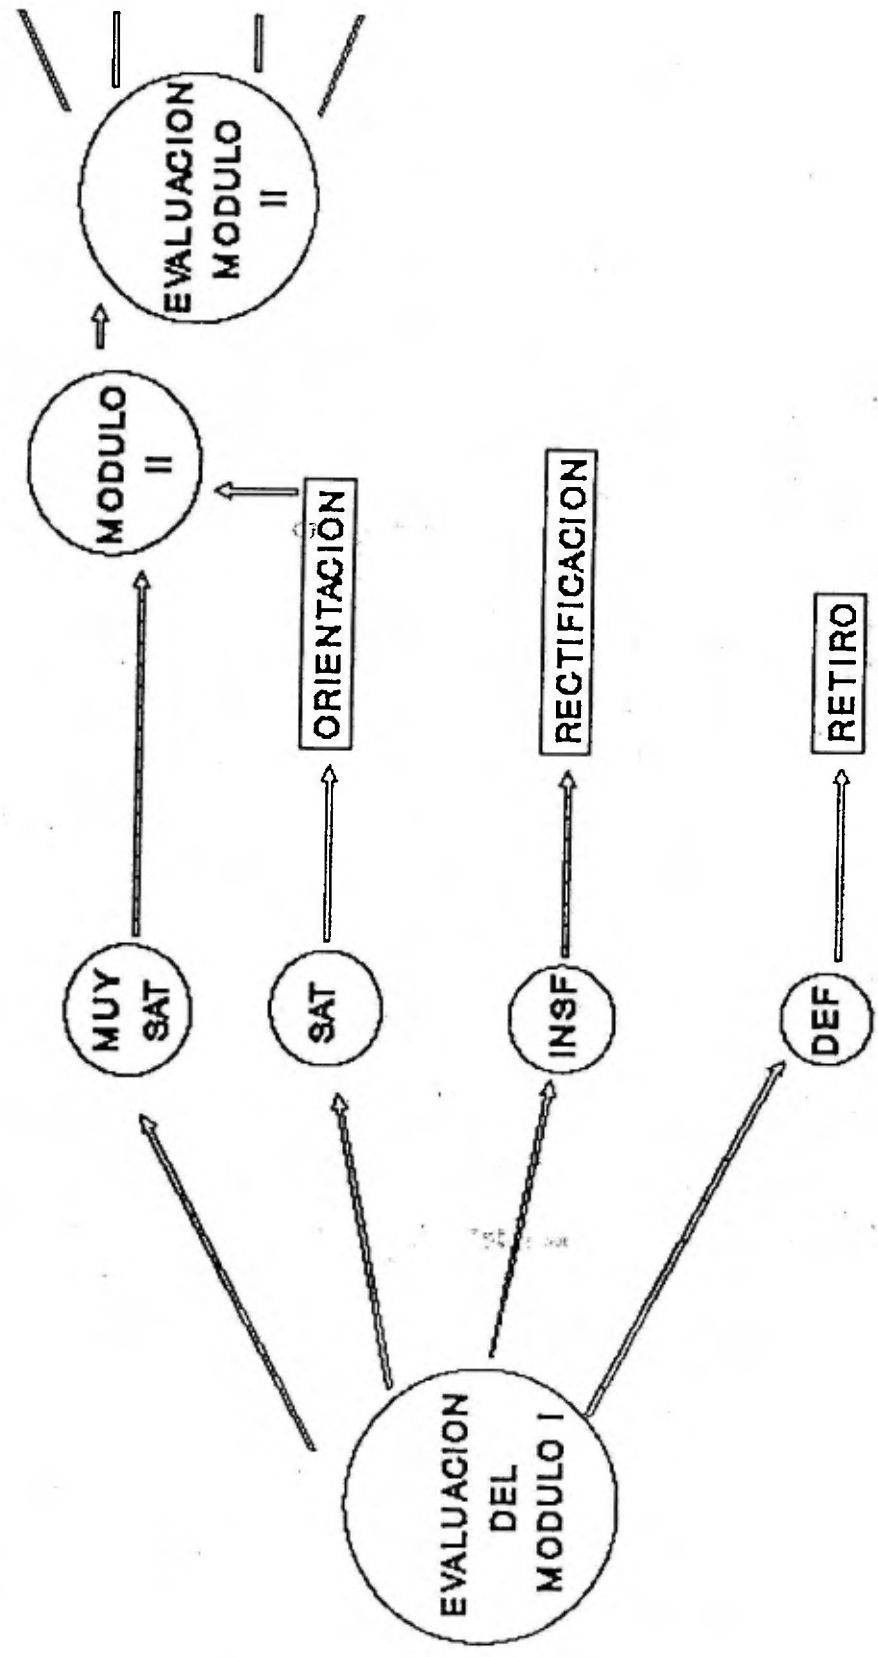 EVALUACION
DEL
MODULO I
MUY
SAT
SAT
INSF
DEF
ORIENTACION
RECTIFICACION
RETIRO
MODULO
II
EVALUACION
MODULO
II